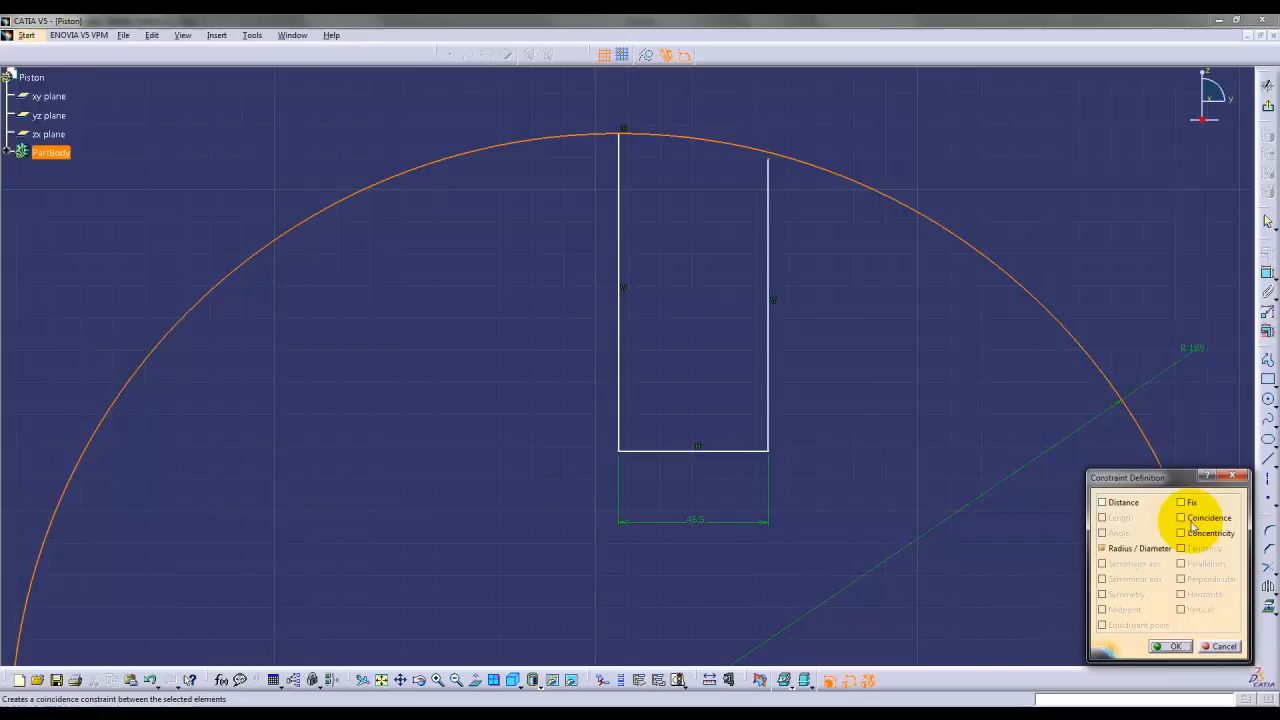 CATIA V5 - [Piston]
Start ENOVIA V5 VPM File Edit View Insert Tools Window Help
Piston
xy plane
yz plane
zx plane
PartBody
z
x
y
V
V
H
R 189
46.5
Constraint Definition
Distance
Fix
Length
Coincidence
Angle
Concentricity
Radius / Diameter
Tangency
Semimajor axis
Parallelism
Semiminor axis
Perpendicular
Symmetry
Horizontal
Midpoint
Vertical
Equidistant point
OK
Cancel
CATIA
Creates a coincidence constraint between the selected elements